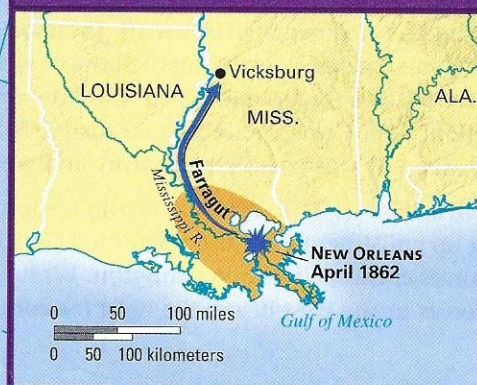 Vicksburg
LOUISIANA
MISS.
ALA.
Farragut
Mississippi R.
NEW ORLEANS
April 1862
0 50 100 miles
0 50 100 kilometers
Gulf of Mexico